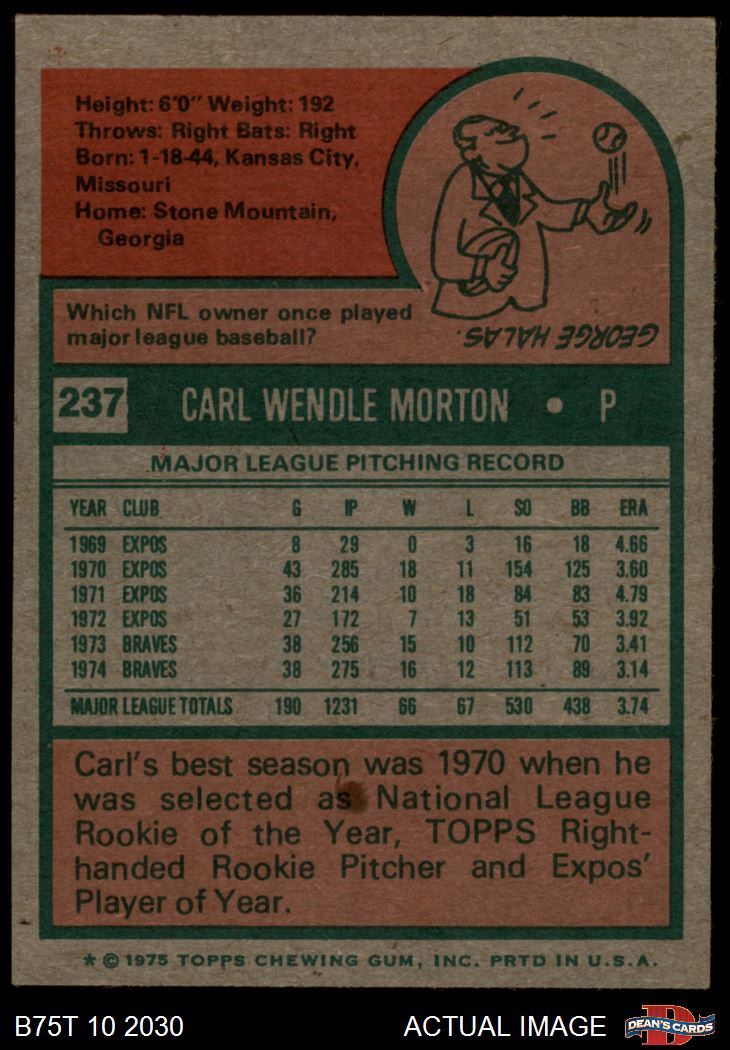 Height: 6'0" Weight: 192
Throws: Right Bats: Right
Born: 1-18-44, Kansas City,
Missouri
Home: Stone Mountain,
Georgia
Which NFL owner once played
major league baseball?
GEORGE HALAS.
237 CARL WENDLE MORTON • P
MAJOR LEAGUE PITCHING RECORD
YEAR CLUB G IP W L SO BB ERA
1969 EXPOS 8 29 0 3 16 18 4.66
1970 EXPOS 43 285 18 11 154 125 3.60
1971 EXPOS 36 214 10 18 84 83 4.79
1972 EXPOS 27 172 7 13 51 53 3.92
1973 BRAVES 38 256 15 10 112 70 3.41
1974 BRAVES 38 275 16 12 113 89 3.14
MAJOR LEAGUE TOTALS 190 1231 66 67 530 438 3.74
Carl's best season was 1970 when he
was selected as National League
Rookie of the Year, TOPPS Right-
handed Rookie Pitcher and Expos'
Player of Year.
* © 1975 TOPPS CHEWING GUM, INC. PRTD IN U.S.A.
B75T 10 2030 ACTUAL IMAGE
D
DEAN'S CARDS